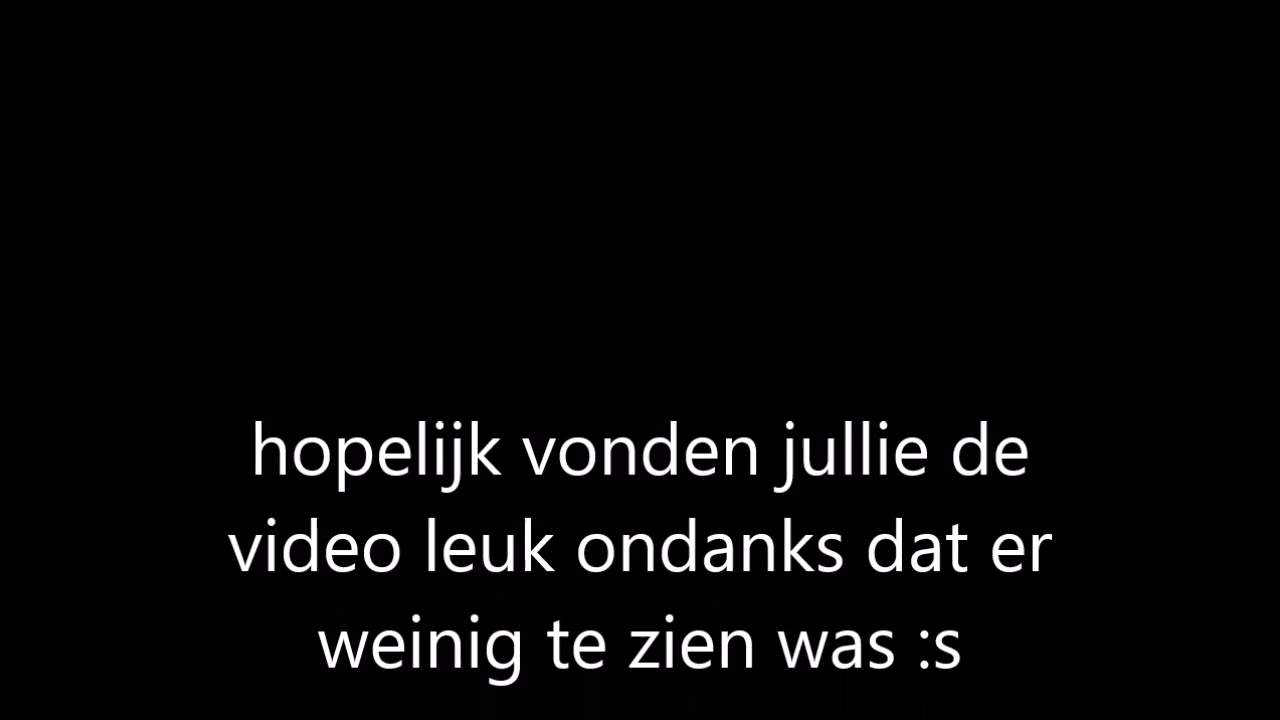 hopelijk vonden jullie de
video leuk ondanks dat er
weinig te zien was :s